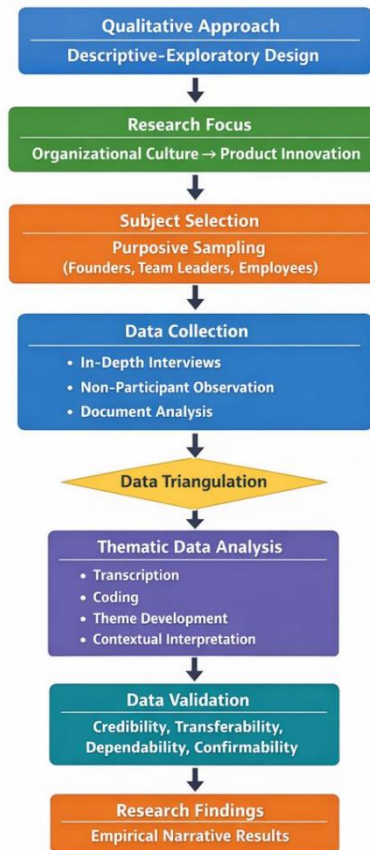 Qualitative Approach
Descriptive-Exploratory Design
Research Focus
Organizational Culture → Product Innovation
Subject Selection
Purposive Sampling
(Founders, Team Leaders, Employees)
Data Collection
• In-Depth Interviews
• Non-Participant Observation
• Document Analysis
Data Triangulation
Thematic Data Analysis
• Transcription
• Coding
• Theme Development
• Contextual Interpretation
Data Validation
Credibility, Transferability,
Dependability, Confirmability
Research Findings
Empirical Narrative Results